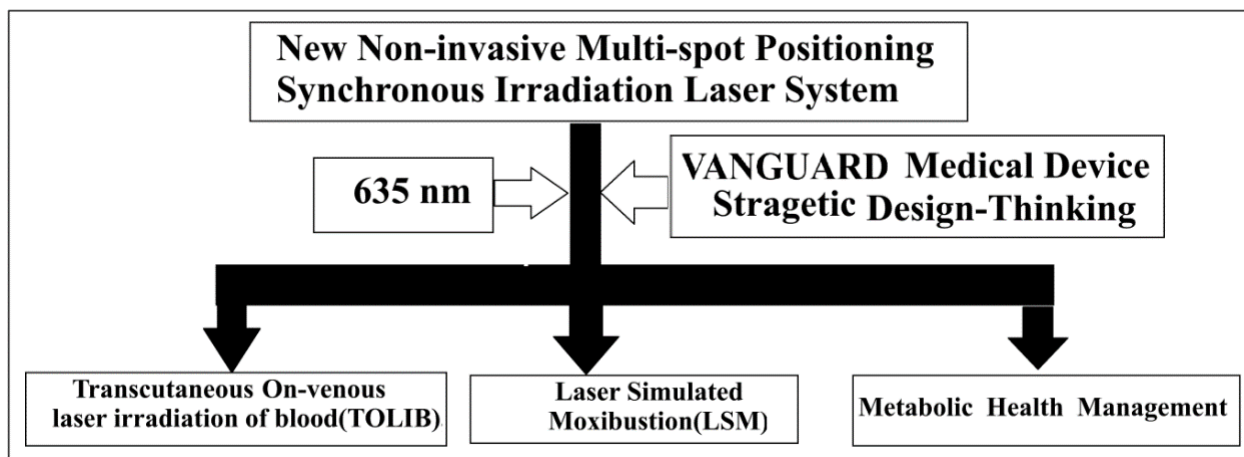 New Non-invasive Multi-spot Positioning
Synchronous Irradiation Laser System
635 nm
VANGUARD Medical Device
Stragetic Design-Thinking
Transcutaneous On-venous
laser irradiation of blood(TOLIB).
Laser Simulated
Moxibustion(LSM)
Metabolic Health Management